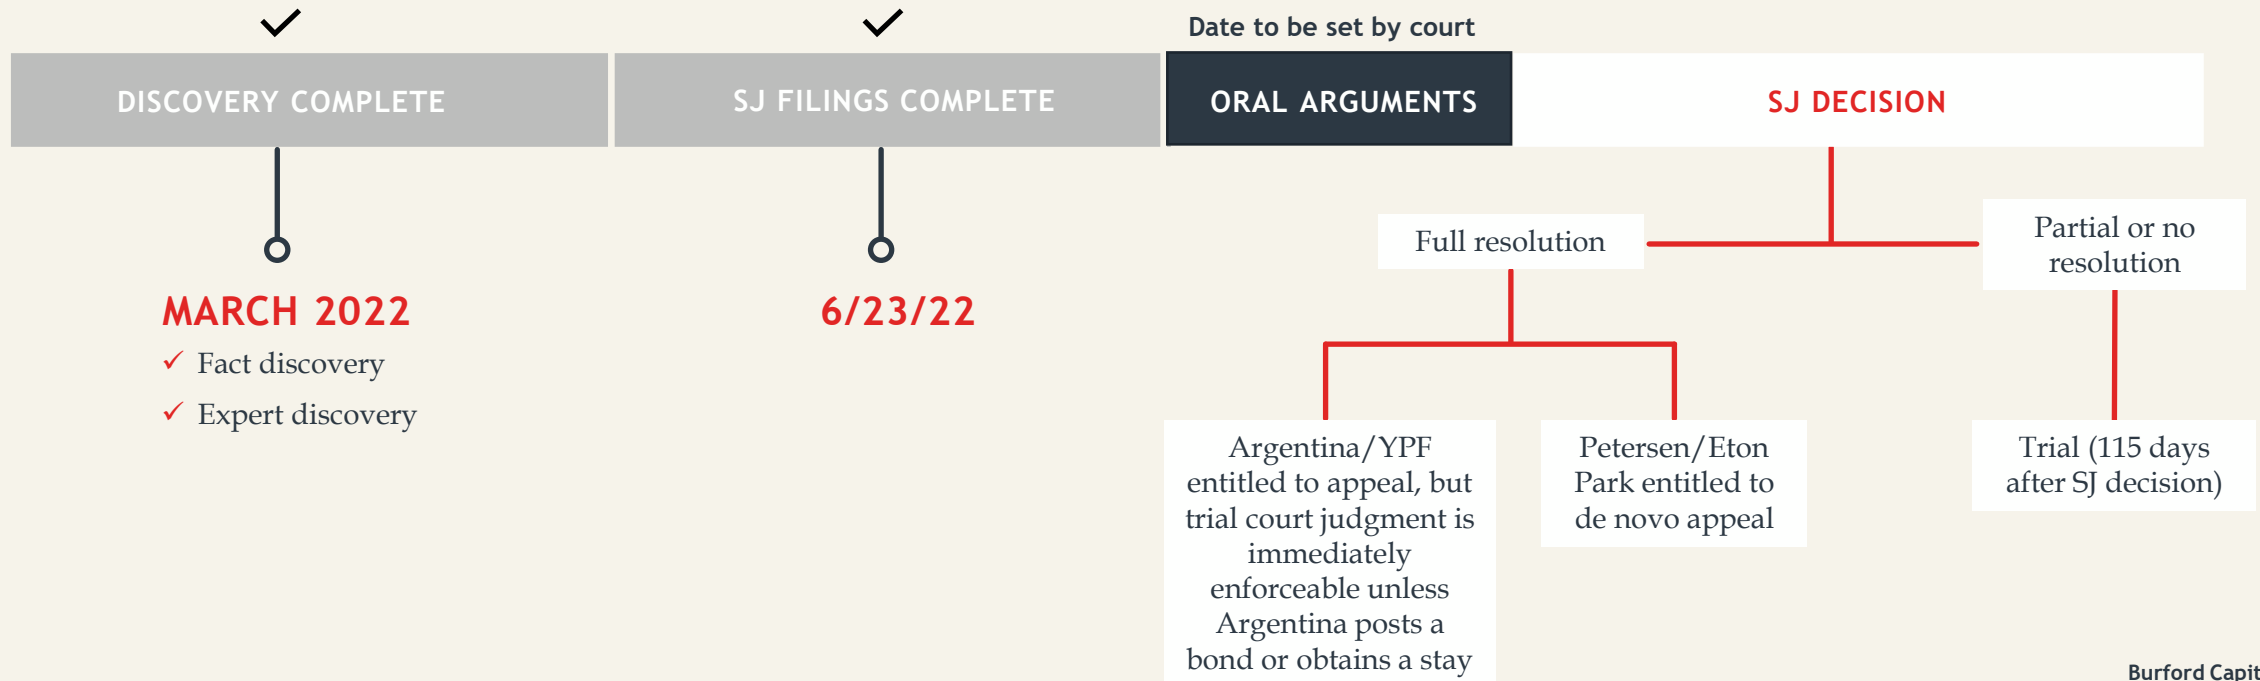 Date to be set by court
DISCOVERY COMPLETE
SJ FILINGS COMPLETE
ORAL ARGUMENTS
SJ DECISION
MARCH 2022
Fact discovery
Expert discovery
6/23/22
Full resolution
Partial or no
resolution
Argentina/YPF
entitled to appeal, but
trial court judgment is
immediately
enforceable unless
Argentina posts a
bond or obtains a stay
Petersen/Eton
Park entitled to
de novo appeal
Trial (115 days
after SJ decision)
Burford Capit